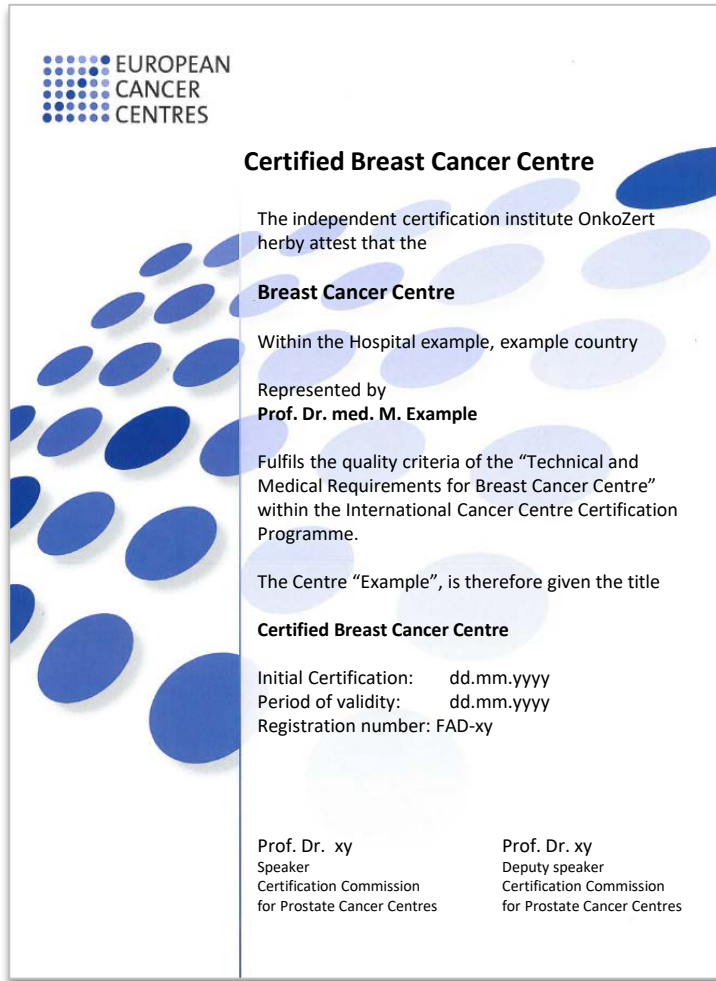 EUROPEAN
CANCER
CENTRES
Certified Breast Cancer Centre
The independent certification institute OnkoZert
herby attest that the
Breast Cancer Centre
Within the Hospital example, example country
Represented by
Prof. Dr. med. M. Example
Fulfils the quality criteria of the “Technical and
Medical Requirements for Breast Cancer Centre”
within the International Cancer Centre Certification
Programme.
The Centre “Example”, is therefore given the title
Certified Breast Cancer Centre
Initial Certification: dd.mm.yyyy
Period of validity: dd.mm.yyyy
Registration number: FAD-xy
Prof. Dr. xy
Speaker
Certification Commission
for Prostate Cancer Centres
Prof. Dr. xy
Deputy speaker
Certification Commission
for Prostate Cancer Centres